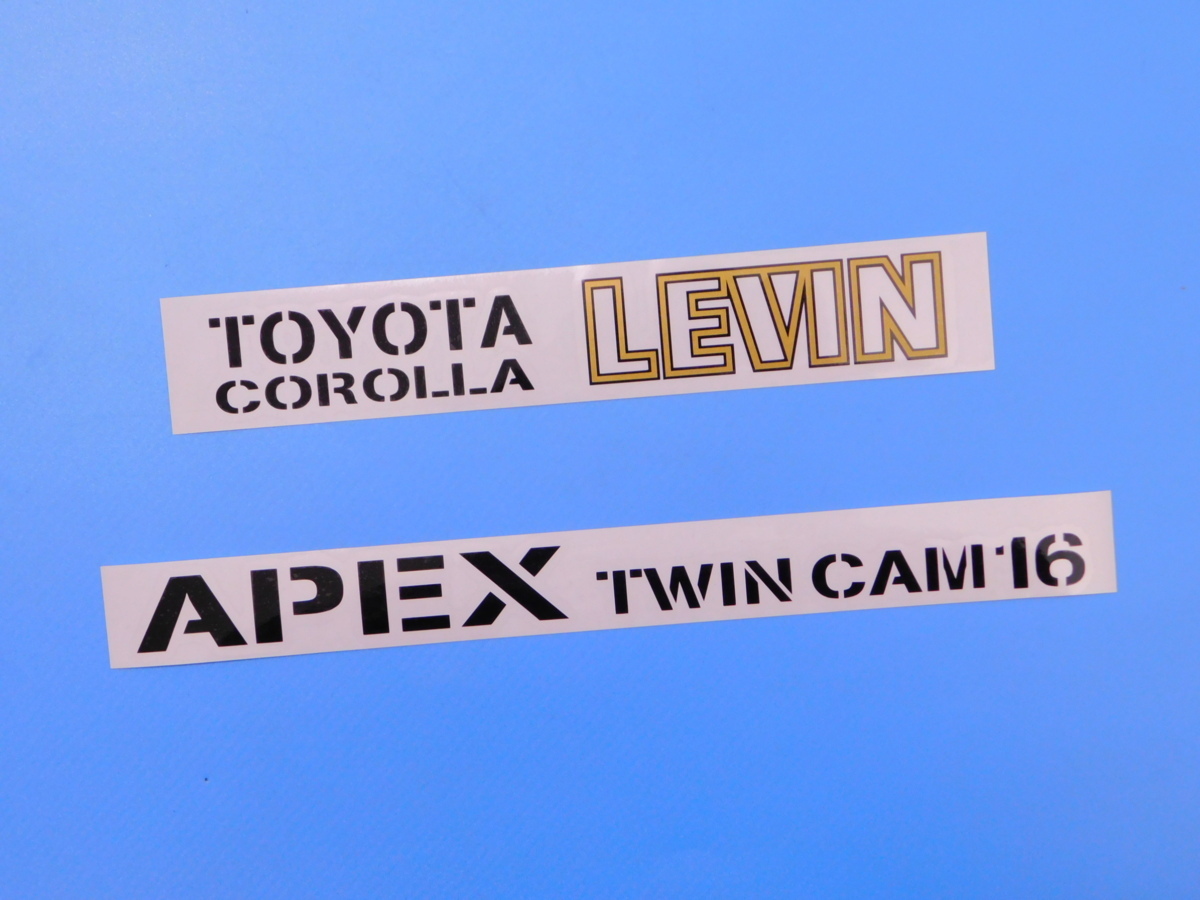 TOYOTA
COROLLA
LEVIN
APEX TWIN CAM 16